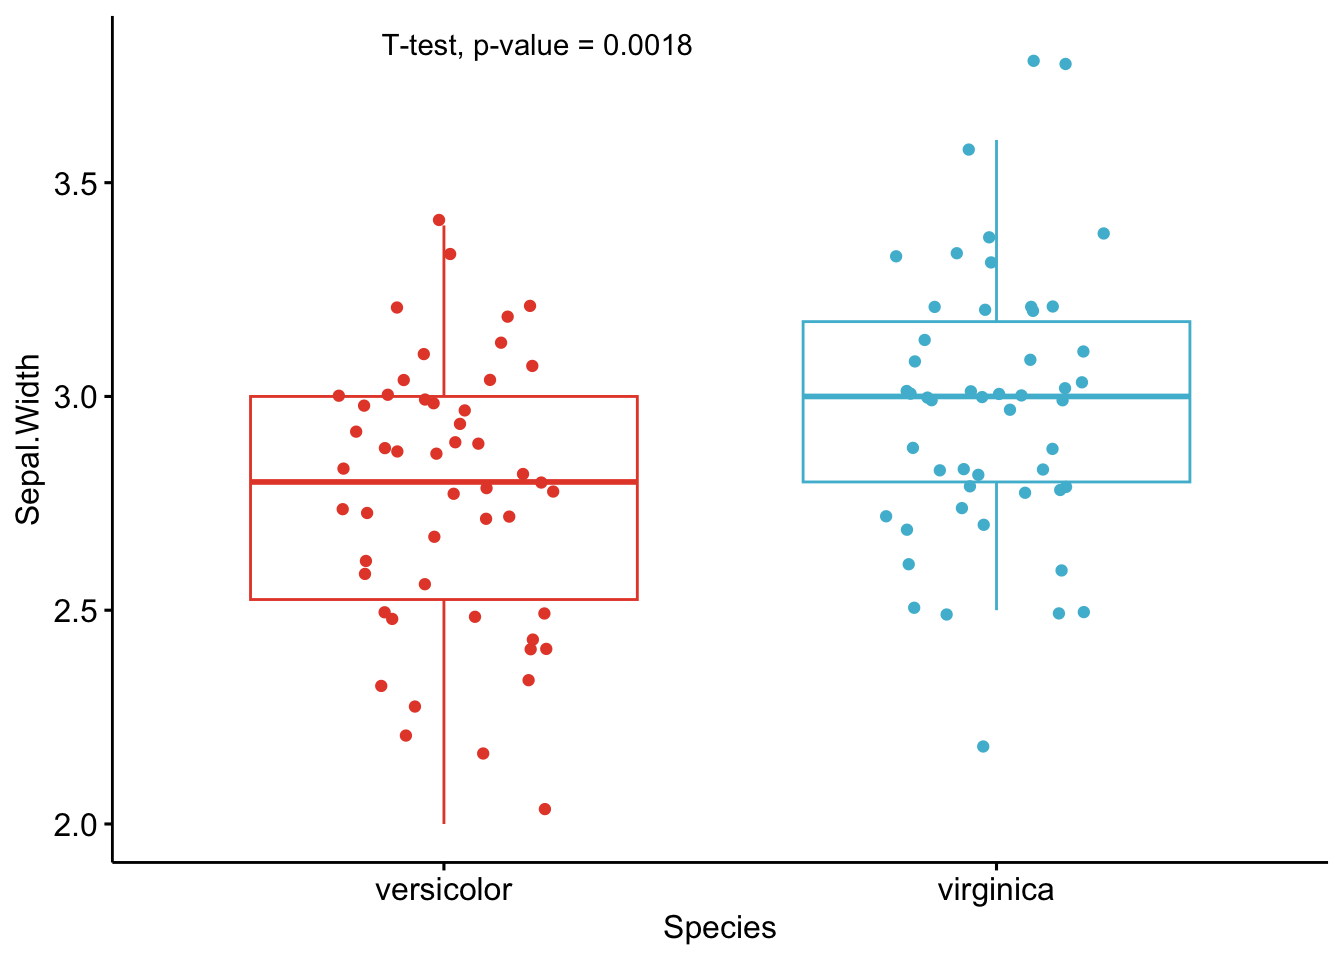 T-test, p-value = 0.0018
3.5
3.0
2.5
2.0
Sepal.Width
versicolor virginica
Species